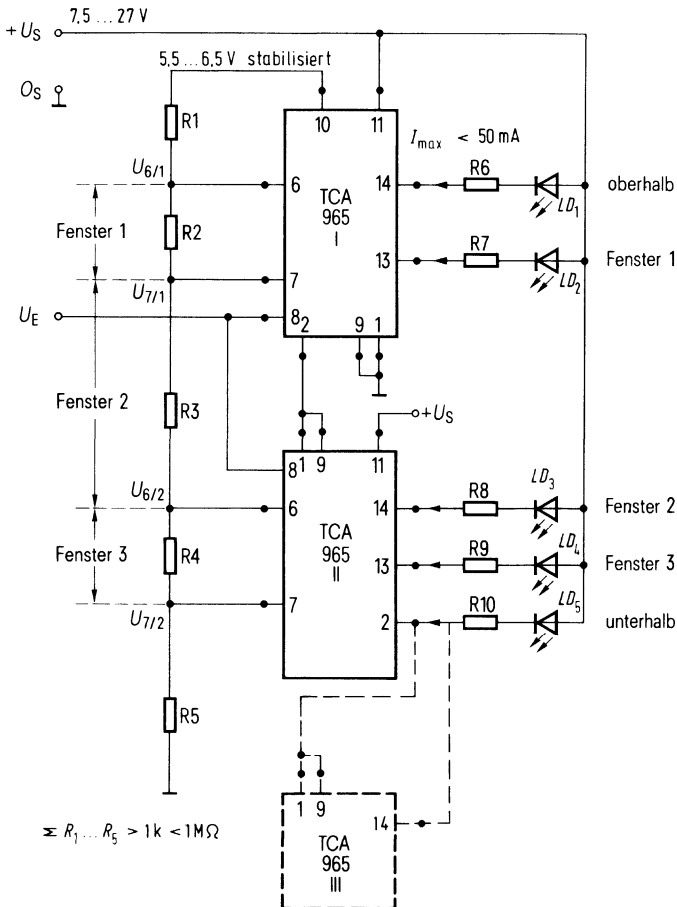 7,5 ... 27 V
+U_S
5,5 ... 6,5 V stabilisiert
O_S
R1
10
11
I_max < 50 mA
U_6/1
6
TCA
965
I
14
R6
LD_1
oberhalb
Fenster 1
R2
13
R7
LD_2
Fenster 1
U_7/1
7
U_E
8
2
9
1
+U_S
Fenster 2
R3
1
9
11
8
LD_3
U_6/2
6
TCA
965
II
14
R8
Fenster 2
Fenster 3
R4
13
R9
LD_4
Fenster 3
U_7/2
7
2
R10
LD_5
unterhalb
R5
1
9
14
TCA
965
III
Σ R_1 ... R_5 > 1k < 1MΩ